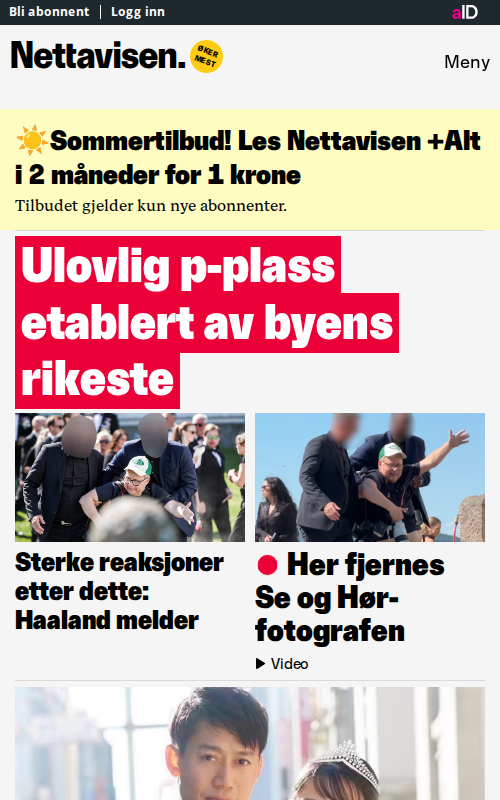 Bli abonnent | Logg inn
aID
Nettavisen.
ØKER
MEST
Meny
☀️Sommertilbud! Les Nettavisen +Alt
i 2 måneder for 1 krone
Tilbudet gjelder kun nye abonnenter.
Ulovlig p-plass
etablert av byens
rikeste
Sterke reaksjoner
etter dette:
Haaland melder
Her fjernes
Se og Hør-
fotografen
Video